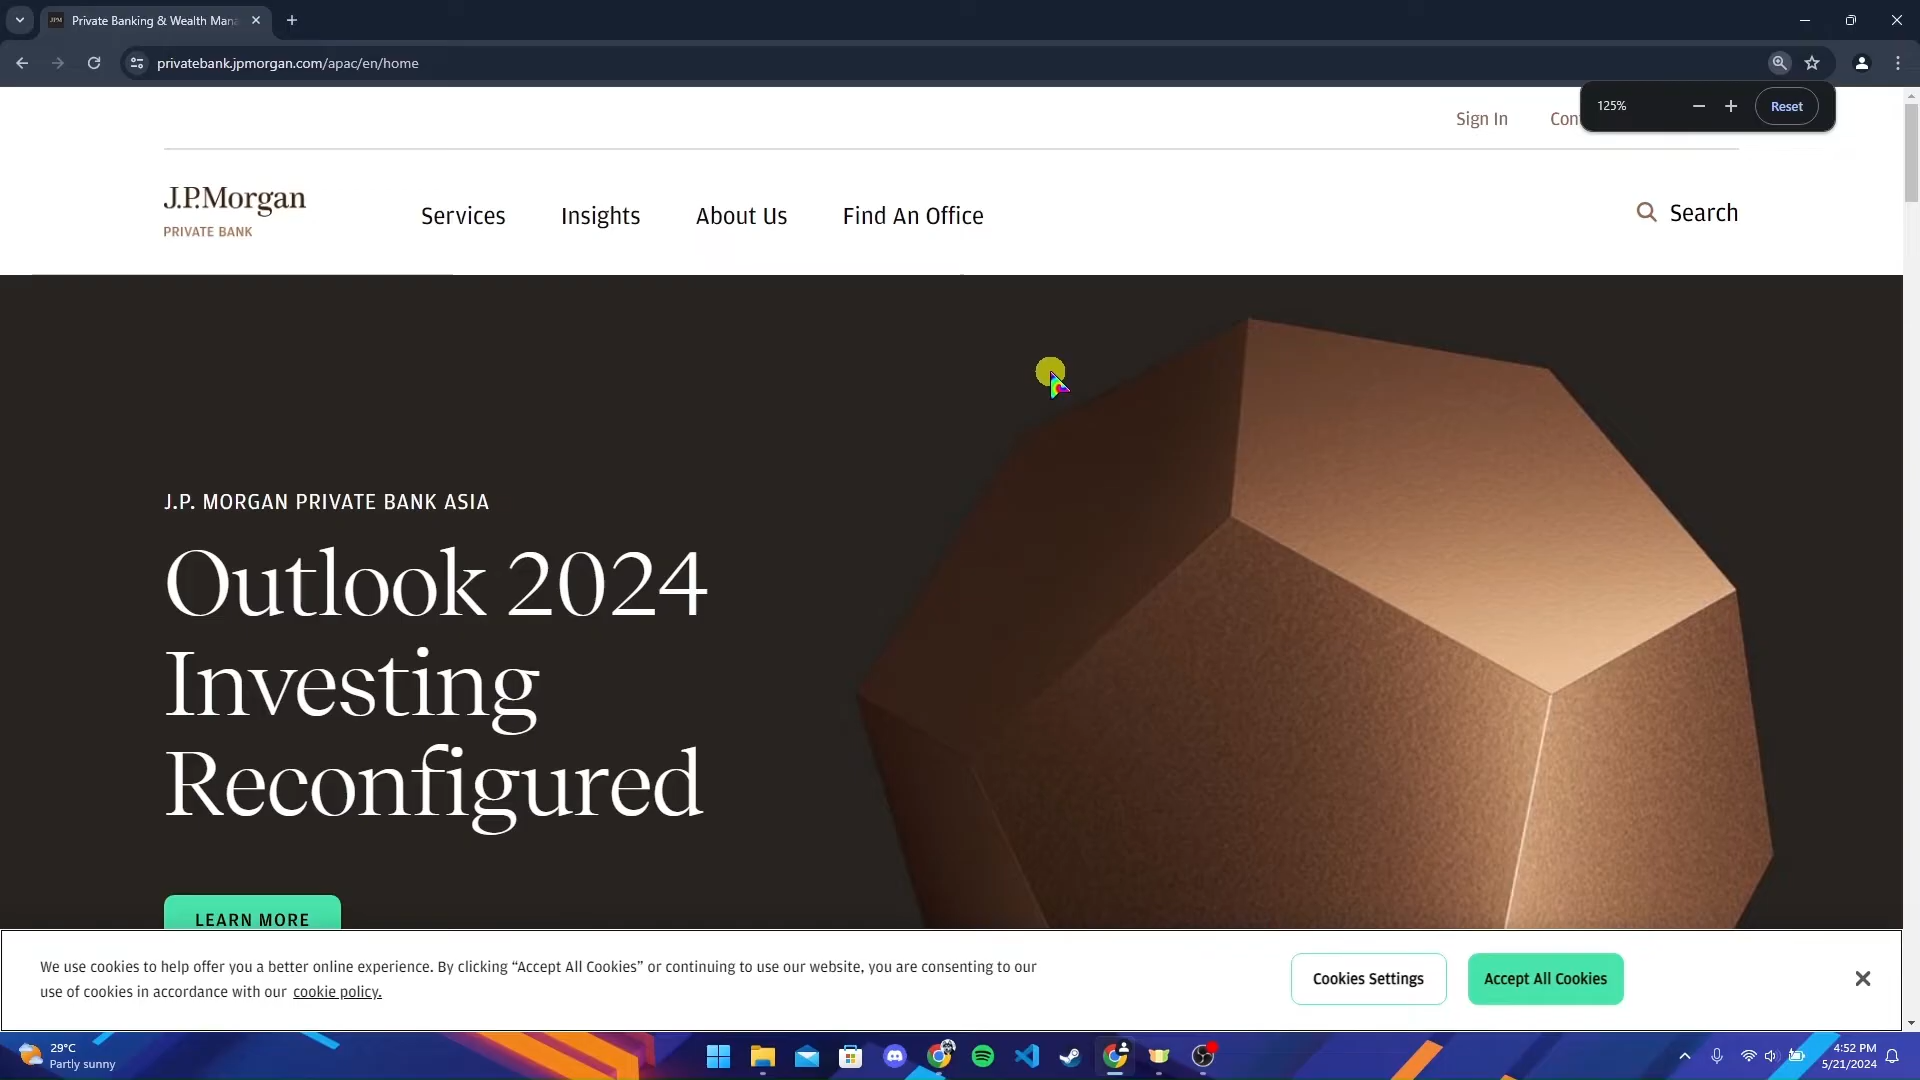 Private Banking & Wealth Mana
privatebank.jpmorgan.com/apac/en/home
125%
Reset
Sign In
J.P.Morgan
PRIVATE BANK
Services
Insights
About Us
Find An Office
Search
J.P. MORGAN PRIVATE BANK ASIA
Outlook 2024
Investing
Reconfigured
LEARN MORE
We use cookies to help offer you a better online experience. By clicking “Accept All Cookies” or continuing to use our website, you are consenting to our
use of cookies in accordance with our cookie policy.
Cookies Settings
Accept All Cookies
29°C
Partly sunny
4:52 PM
5/21/2024